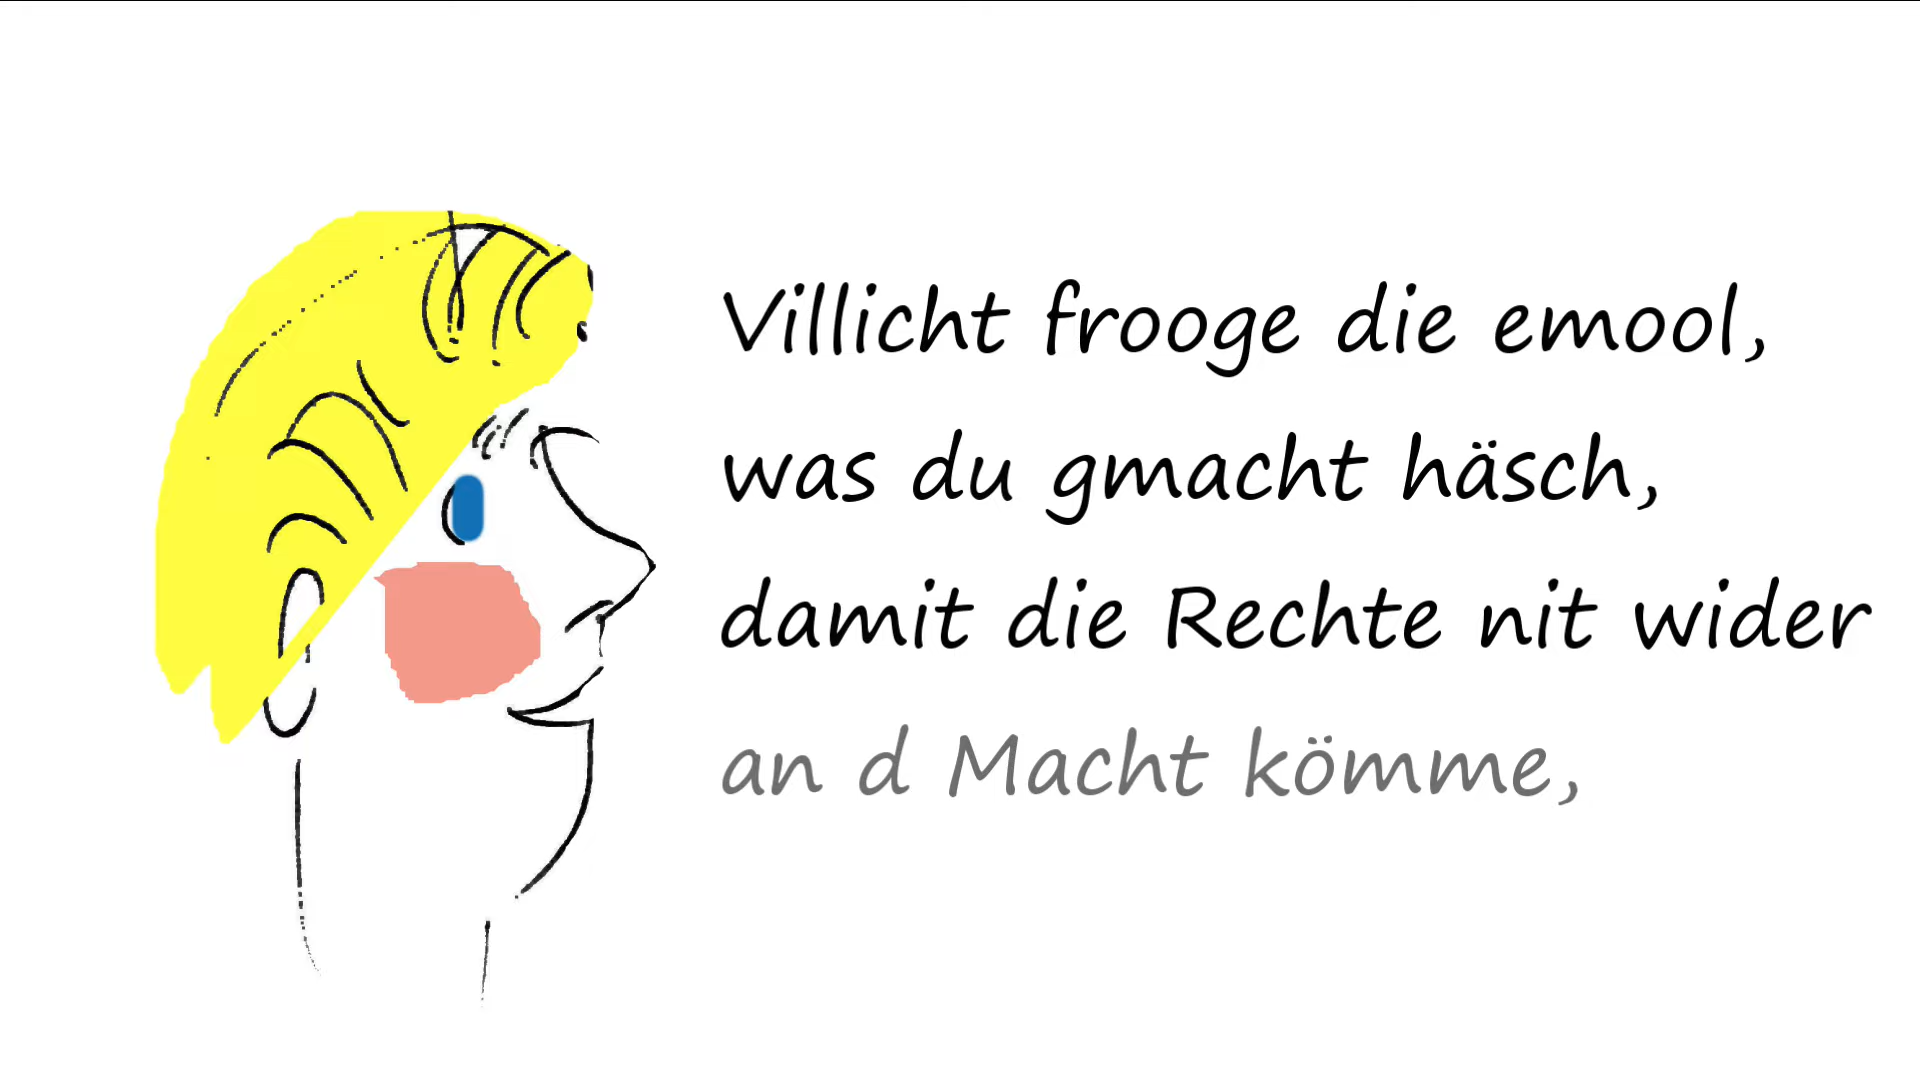 Villicht frooge die emool,
was du gmacht häsch,
damit die Rechte nit wider
an d Macht kömme,